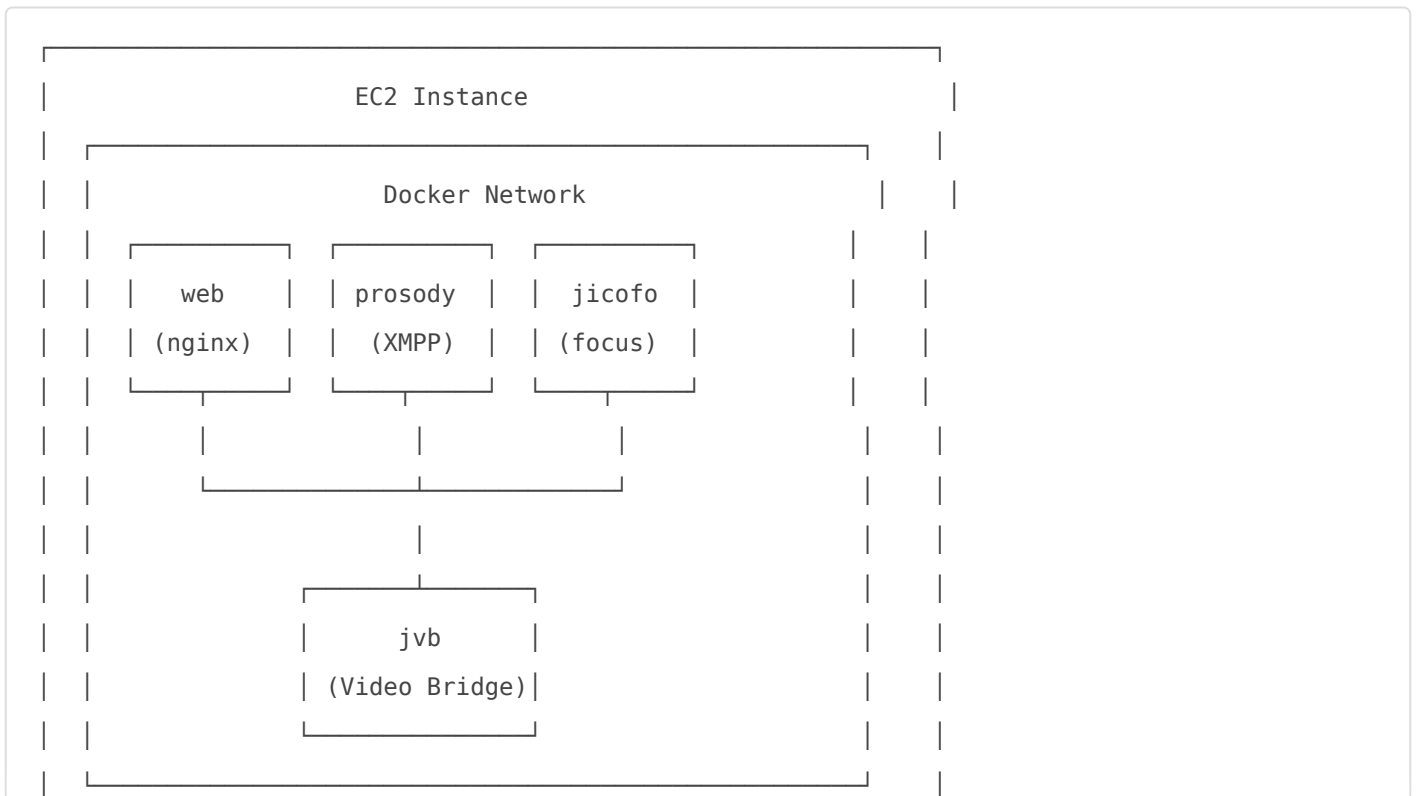 EC2 Instance
Docker Network
web prosody jicofo
(nginx) (XMPP) (focus)
jvb
(Video Bridge)